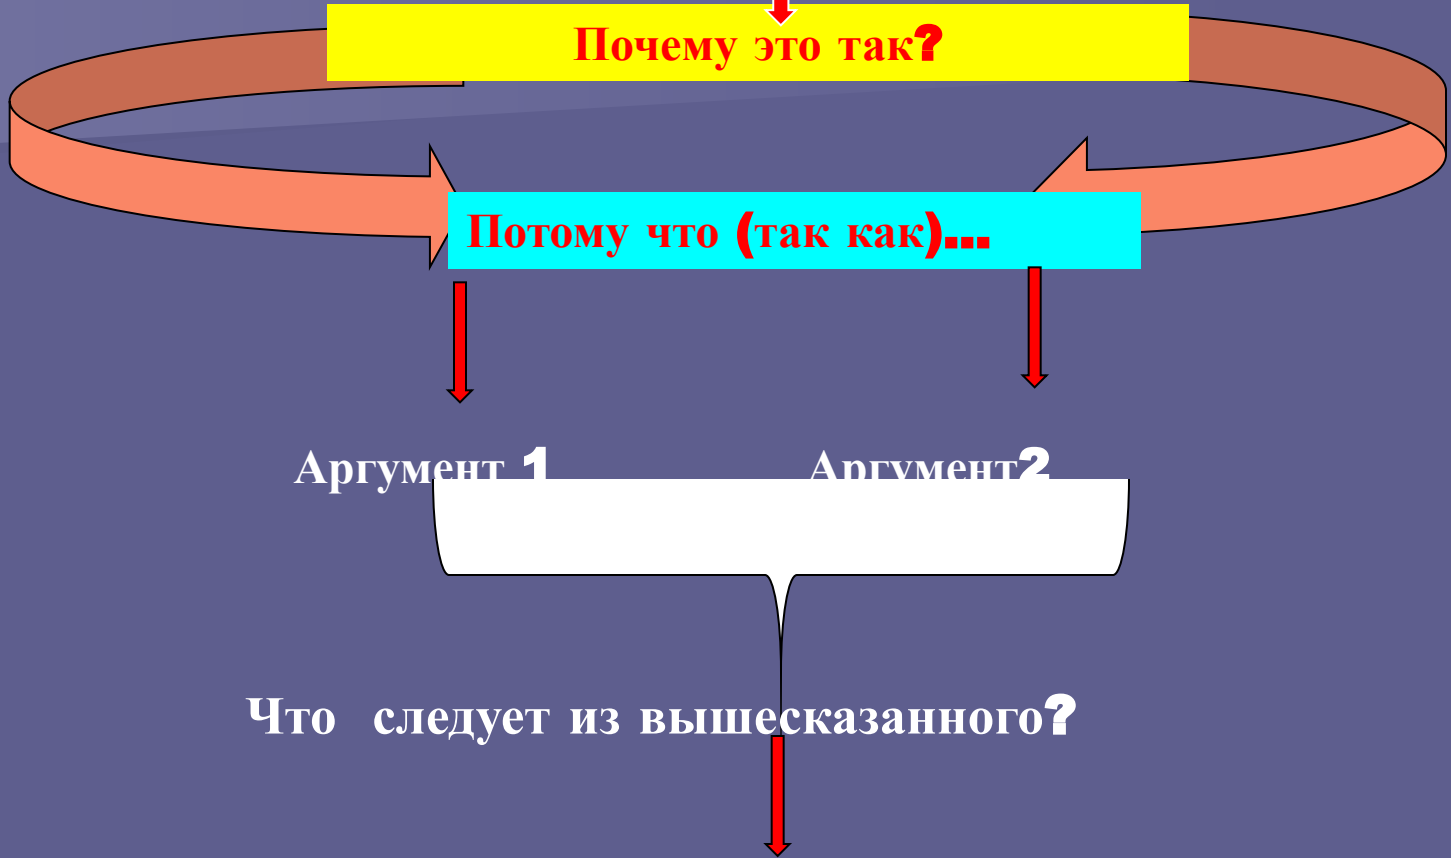 Почему это так?
Потому что (так как)...
Аргумент 1 Аргумент2
Что следует из вышесказанного?